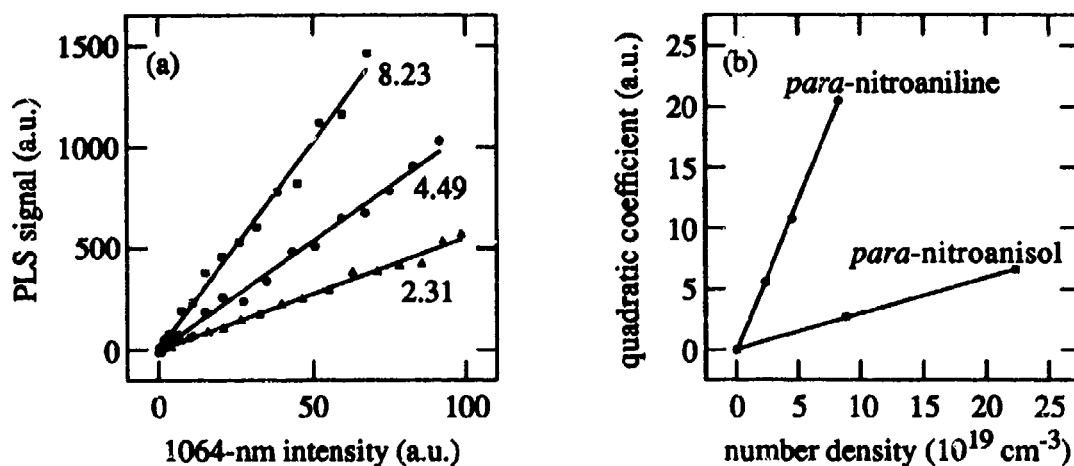 (a)
1500
1000
500
0
PLS signal (a.u.)
8.23
4.49
2.31
0 50 100
1064-nm intensity (a.u.)
(b)
25
20
15
10
5
0
quadratic coefficient (a.u.)
para-nitroaniline
para-nitroanisol
0 5 10 15 20 25
number density (10¹⁹ cm⁻³)